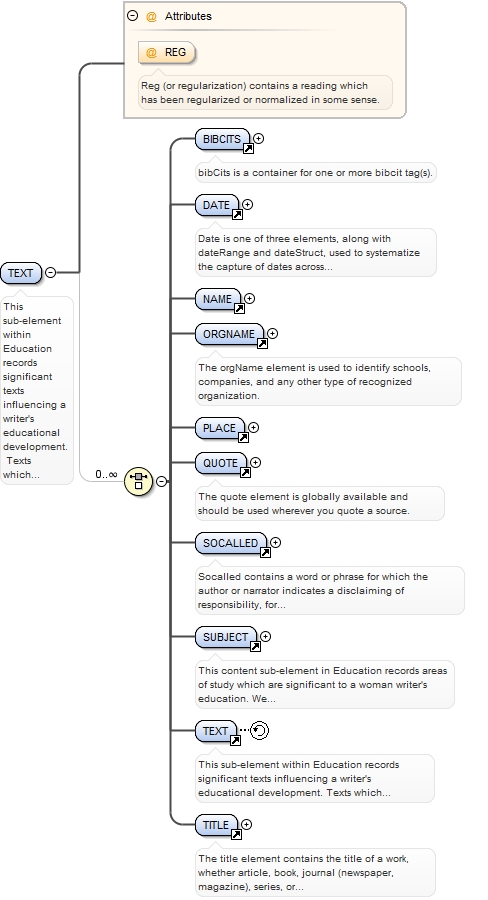 Attributes
@ REG
Reg (or regularization) contains a reading which
has been regularized or normalized in some sense.
BIBCITS
bibCits is a container for one or more bibcit tag(s).
DATE
Date is one of three elements, along with
dateRange and dateStruct, used to systematize
the capture of dates across...
TEXT
This
sub-element
within
Education
records
significant
texts
influencing a
writer's
educational
development.
Texts
which...
0..∞
NAME
ORGNAME
The orgName element is used to identify schools,
companies, and any other type of recognized
organization.
PLACE
QUOTE
The quote element is globally available and
should be used wherever you quote a source.
SOCALLED
Socalled contains a word or phrase for which the
author or narrator indicates a disclaiming of
responsibility, for...
SUBJECT
This content sub-element in Education records areas
of study which are significant to a woman writer's
education. We...
TEXT
This sub-element within Education records
significant texts influencing a writer's
educational development. Texts which...
TITLE
The title element contains the title of a work,
whether article, book, journal (newspaper,
magazine), series, or...